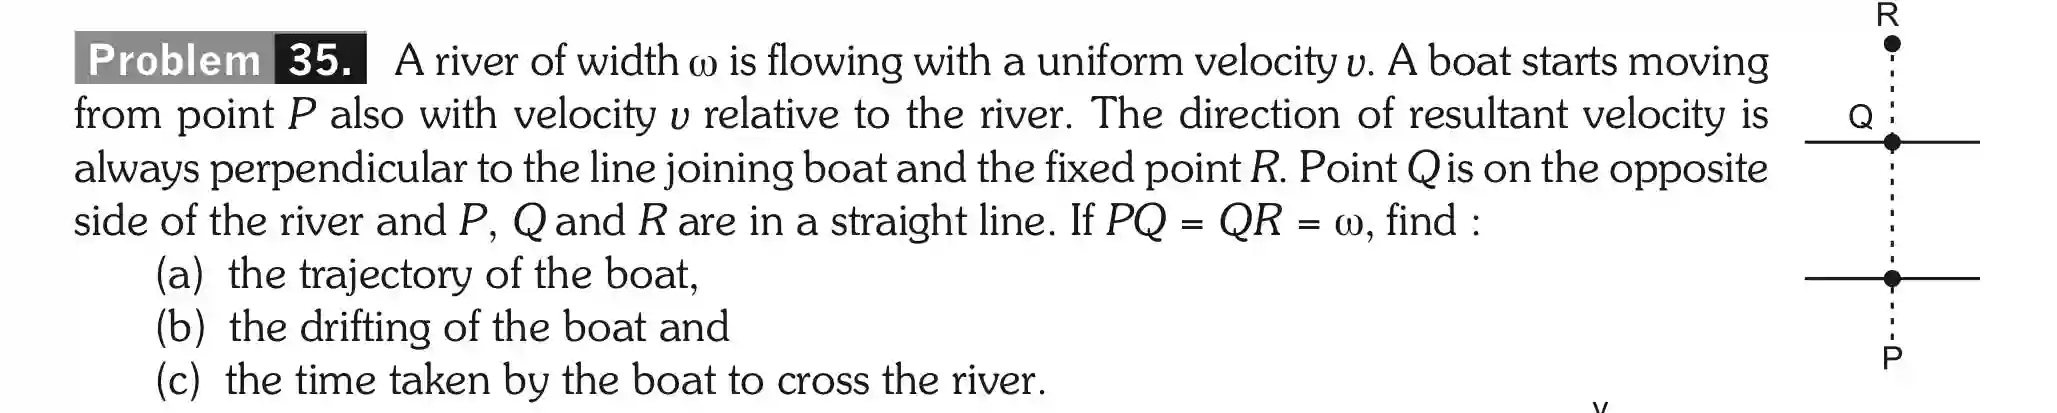 Problem 35. A river of width ω is flowing with a uniform velocity v. A boat starts moving
from point P also with velocity v relative to the river. The direction of resultant velocity is
always perpendicular to the line joining boat and the fixed point R. Point Q is on the opposite
side of the river and P, Q and R are in a straight line. If PQ = QR = ω, find :
(a) the trajectory of the boat,
(b) the drifting of the boat and
(c) the time taken by the boat to cross the river.
R
Q
P